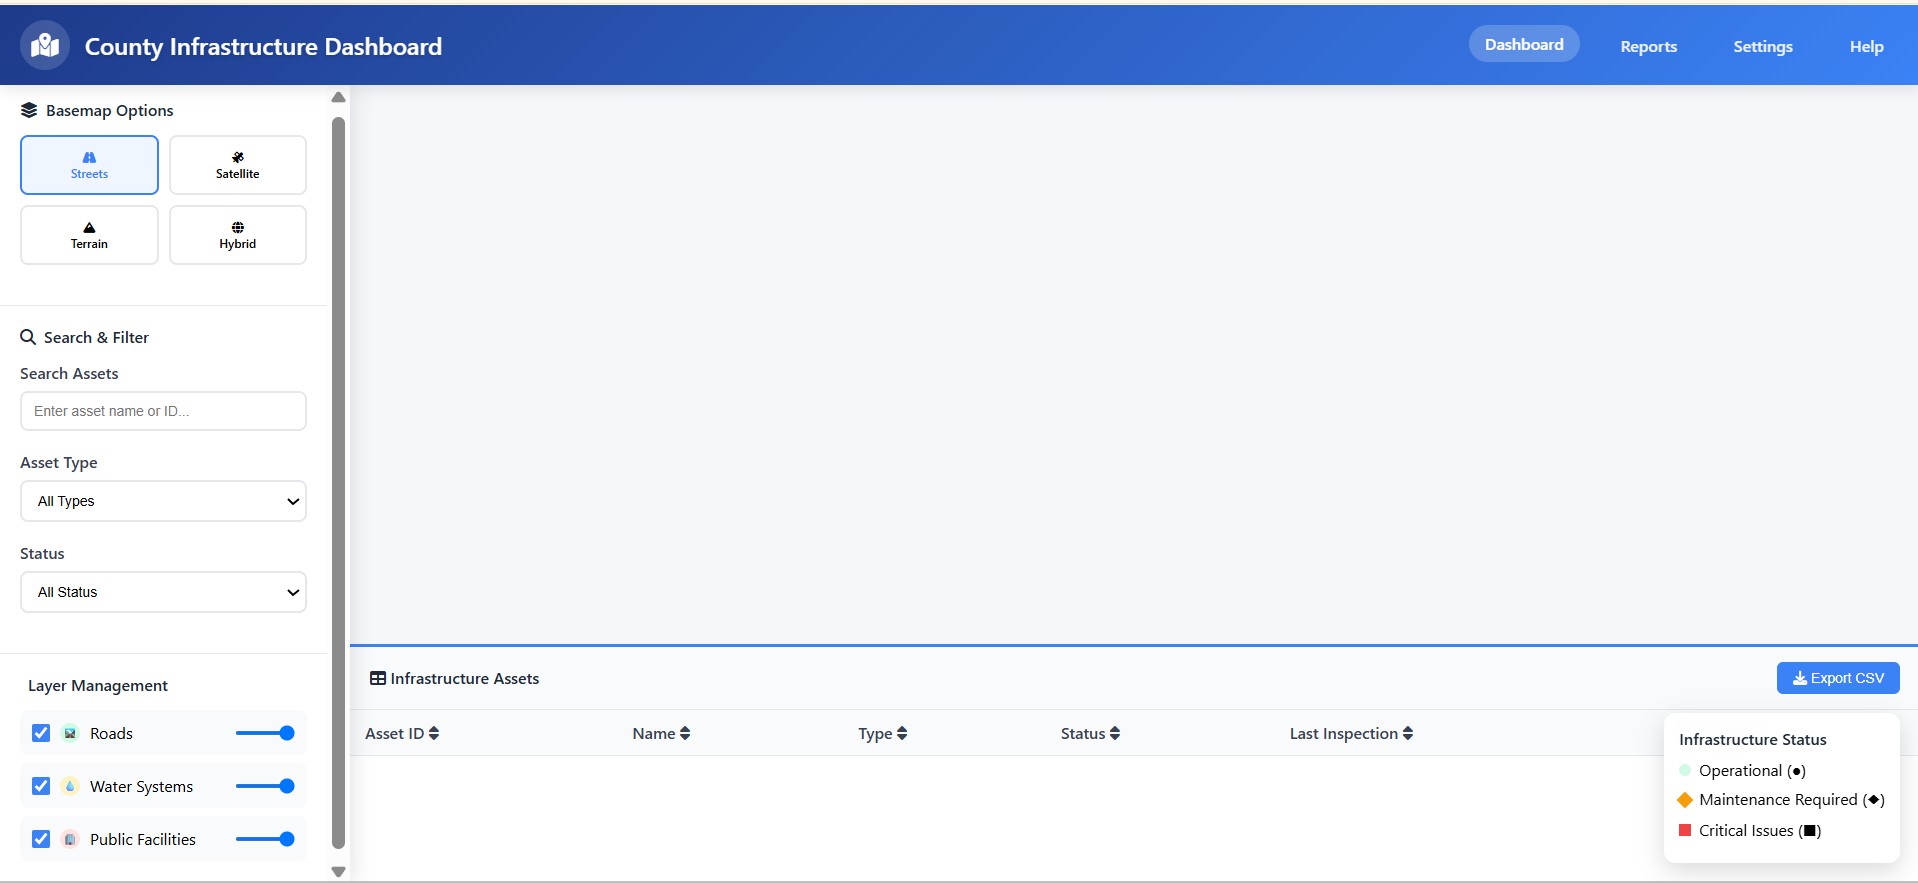 County Infrastructure Dashboard
Dashboard
Reports
Settings
Help
Basemap Options
Streets
Satellite
Terrain
Hybrid
Search & Filter
Search Assets
Enter asset name or ID...
Asset Type
All Types
Status
All Status
Layer Management
Roads
Water Systems
Public Facilities
Infrastructure Assets
Export CSV
Asset ID
Name
Type
Status
Last Inspection
Infrastructure Status
Operational (●)
Maintenance Required (◆)
Critical Issues (■)